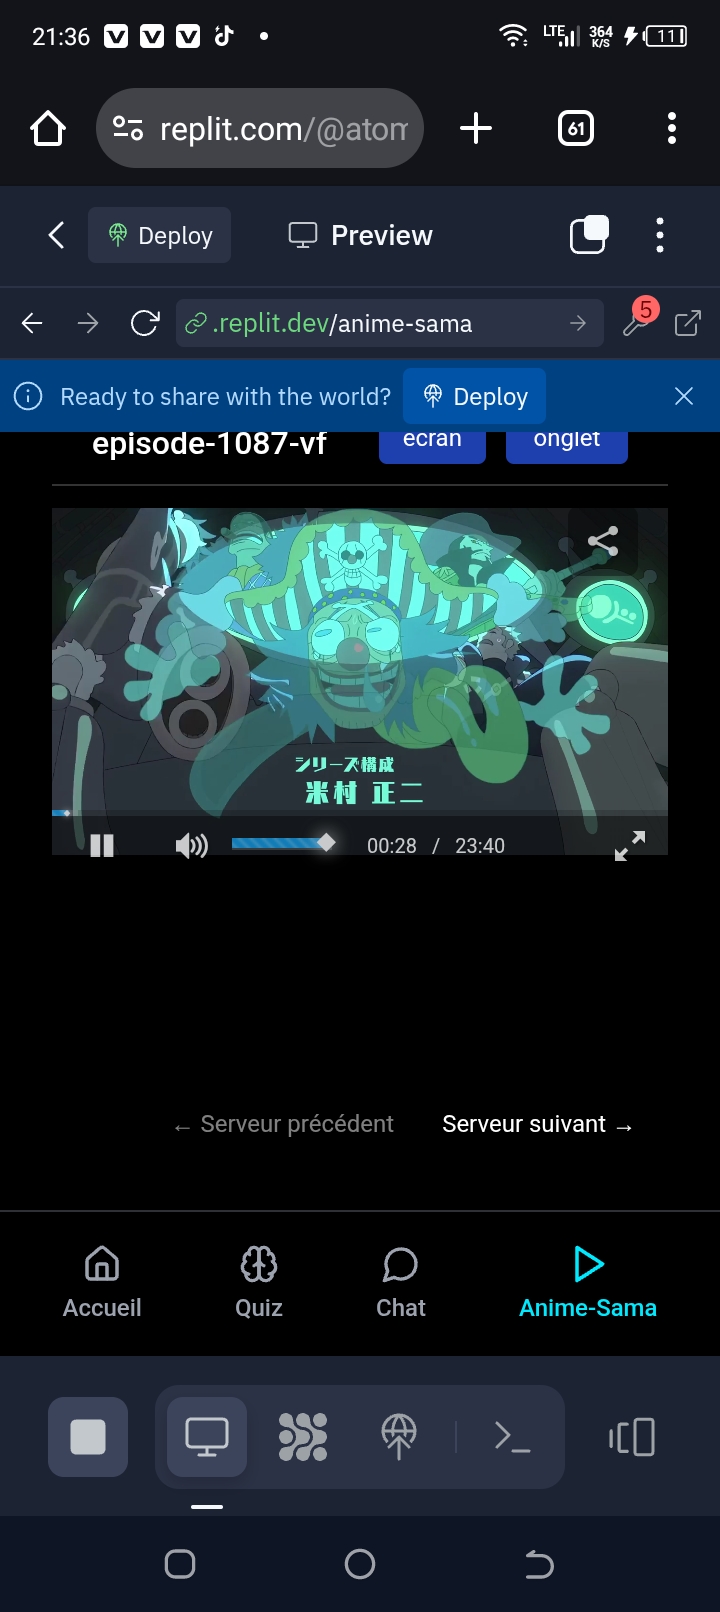 21:36
LTE
364
K/S
11
replit.com/@atom
61
Deploy
Preview
.replit.dev/anime-sama
5
Ready to share with the world?
Deploy
episode-1087-vf
écran
onglet
シリーズ構成
米村 正二
00:28 / 23:40
← Serveur précédent
Serveur suivant →
Accueil
Quiz
Chat
Anime-Sama